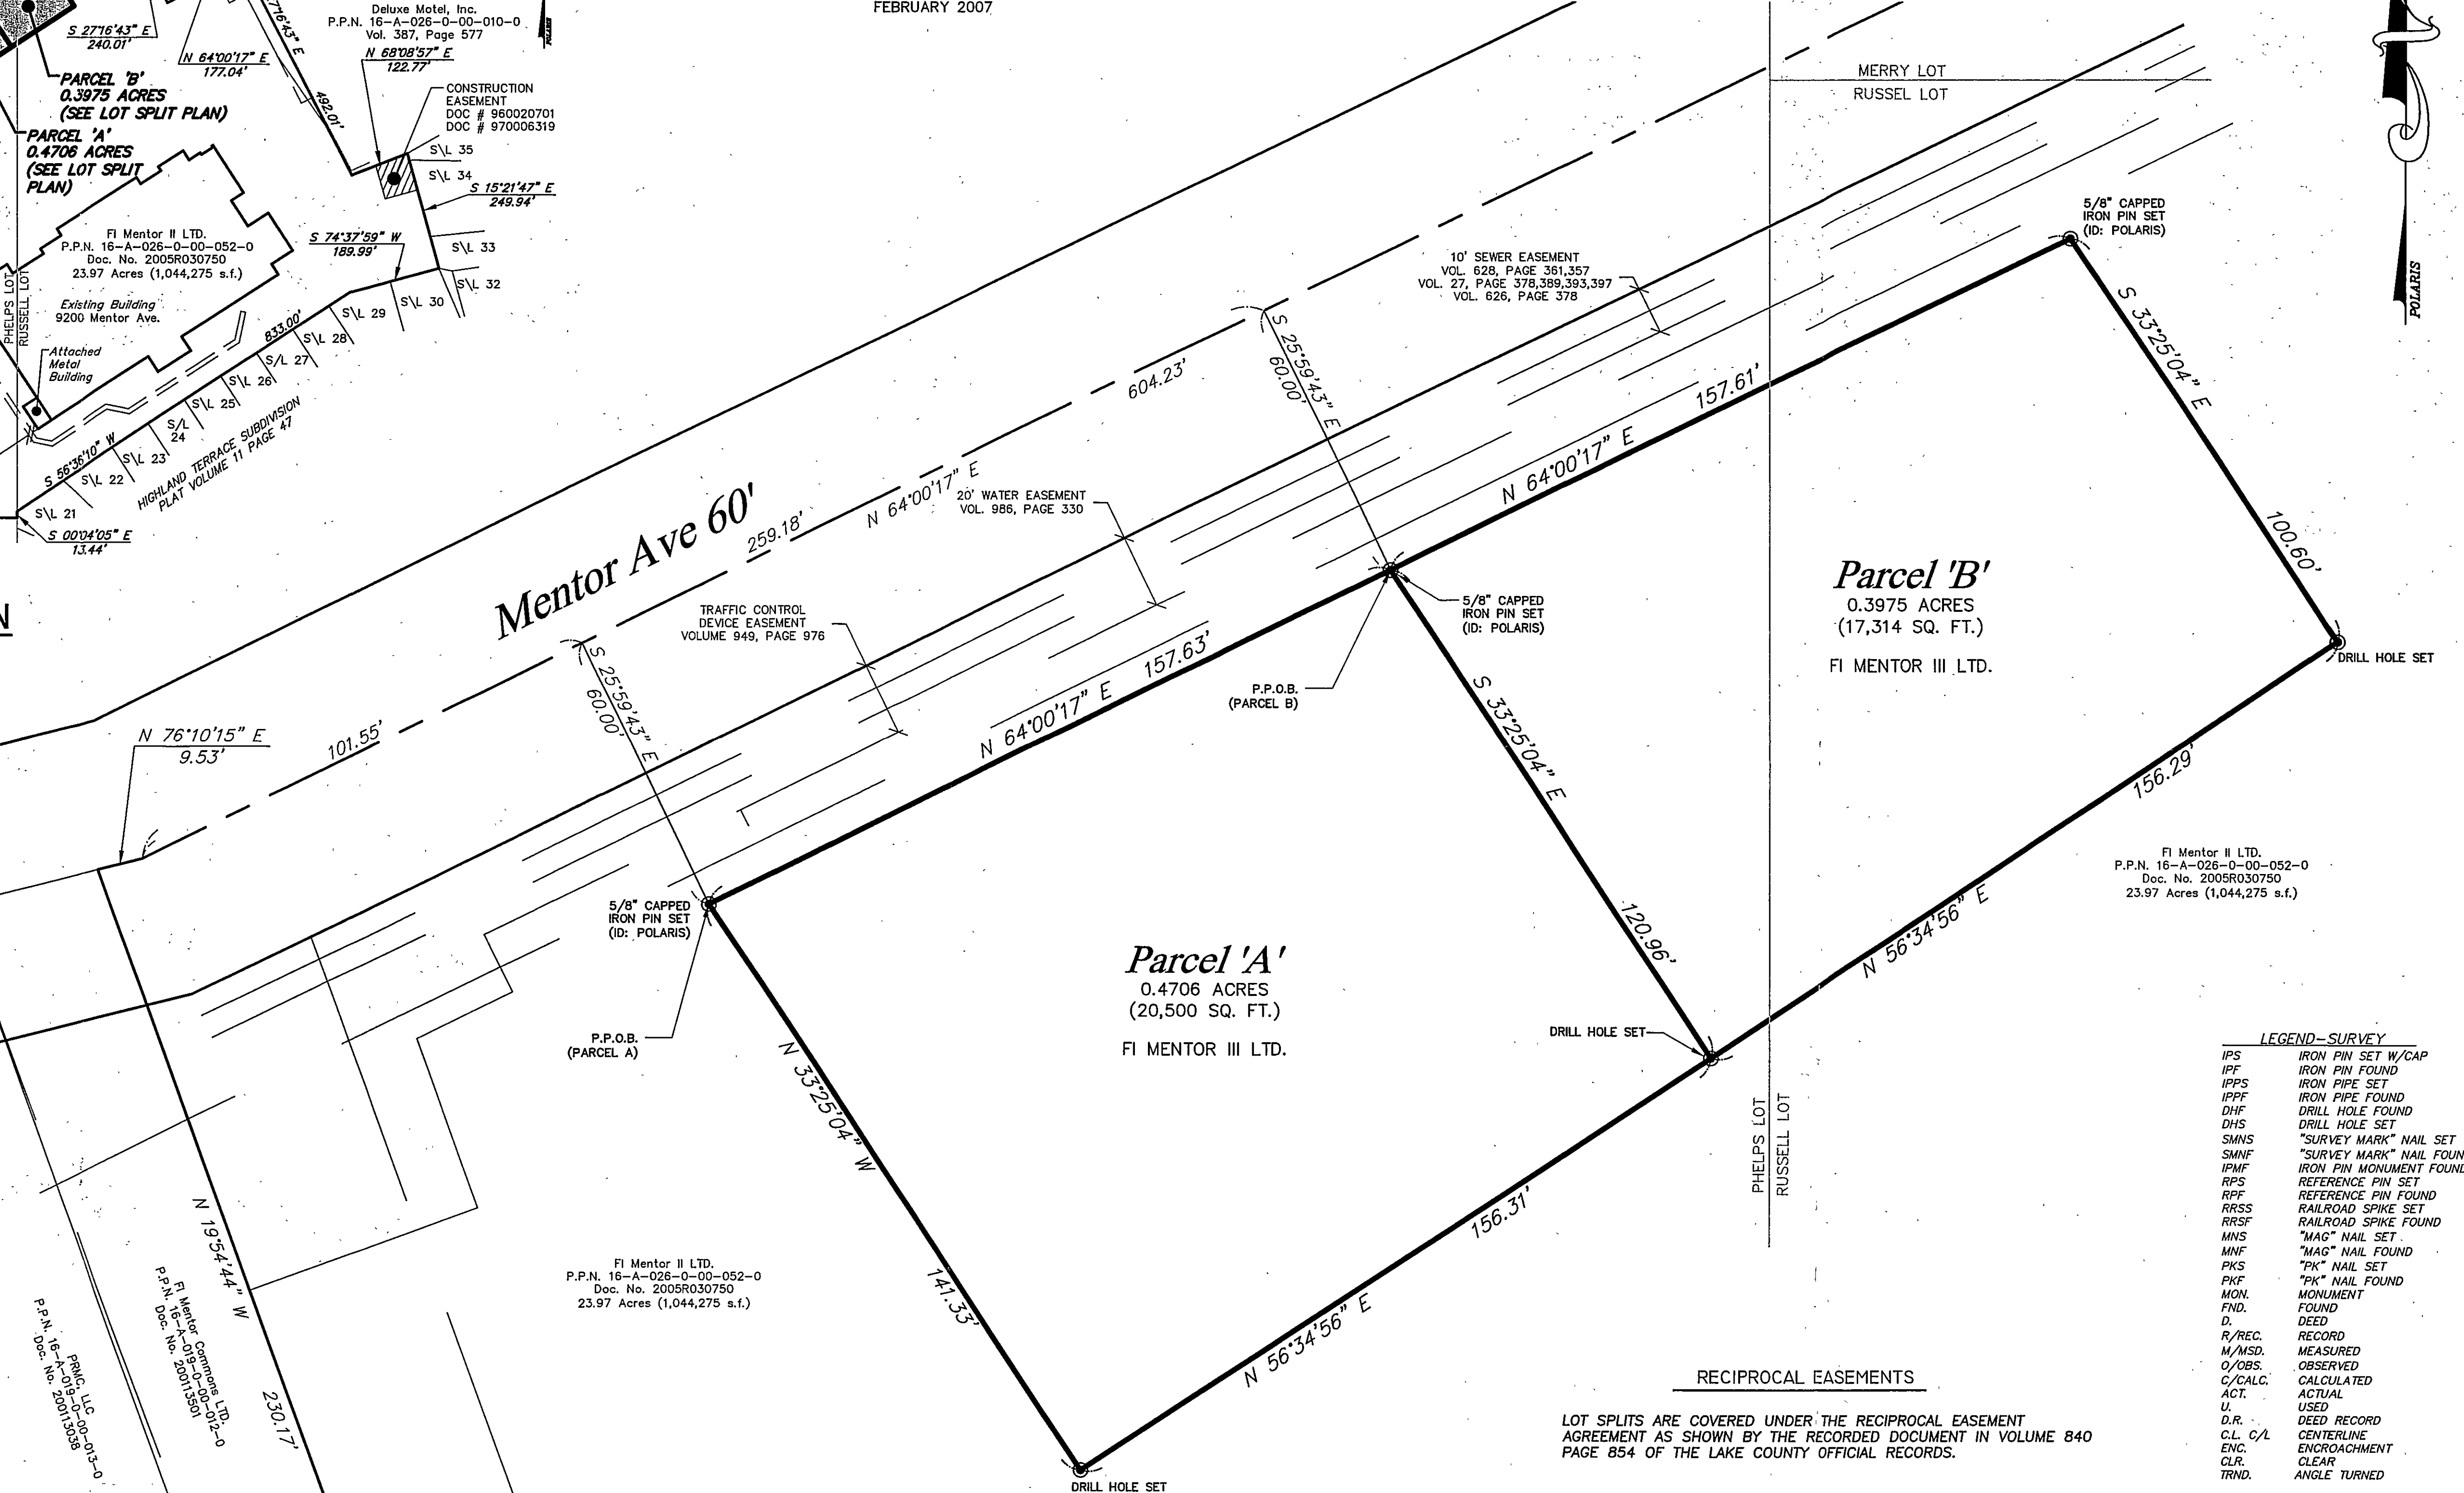 FEBRUARY 2007
S 27°16'43" E
240.01'
N 64°00'17" E
177.04'
492.01'
Deluxe Motel, Inc.
P.P.N. 16-A-026-0-00-010-0
Vol. 387, Page 577
N 68°08'57" E
122.77'
POLARIS
PARCEL 'B'
0.3975 ACRES
(SEE LOT SPLIT PLAN)
PARCEL 'A'
0.4706 ACRES
(SEE LOT SPLIT
PLAN)
CONSTRUCTION
EASEMENT
DOC # 960020701
DOC # 970006319
S\L 35
S\L 34
S 15°21'47" E
249.94'
S\L 33
S\L 32
S 74°37'59" W
189.99'
S\L 30
S\L 29
S\L 28
S/L 27
S\L 26
S\L 25
S/L
24
S\L 23
S\L 22
S\L 21
833.00'
S 56°36'10" W
HIGHLAND TERRACE SUBDIVISION
PLAT VOLUME 11 PAGE 47
S 00°04'05" E
13.44'
FI Mentor II LTD.
P.P.N. 16-A-026-0-00-052-0
Doc. No. 2005R030750
23.97 Acres (1,044,275 s.f.)
Existing Building
9200 Mentor Ave.
Attached
Metal
Building
PHELPS LOT
RUSSELL LOT
N
MERRY LOT
RUSSEL LOT
POLARIS
5/8" CAPPED
IRON PIN SET
(ID: POLARIS)
10' SEWER EASEMENT
VOL. 628, PAGE 361,357
VOL. 27, PAGE 378,389,393,397
VOL. 626, PAGE 378
S 25°59'43" E
60.00'
604.23'
157.61'
N 64°00'17" E
S 33°25'04" E
100.60'
Mentor Ave 60'
259.18'
N 64°00'17" E
20' WATER EASEMENT
VOL. 986, PAGE 330
TRAFFIC CONTROL
DEVICE EASEMENT
VOLUME 949, PAGE 976
5/8" CAPPED
IRON PIN SET
(ID: POLARIS)
P.P.O.B.
(PARCEL B)
Parcel 'B'
0.3975 ACRES
(17,314 SQ. FT.)
FI MENTOR III LTD.
DRILL HOLE SET
S 25°59'43" E
60.00'
157.63'
N 64°00'17" E
S 33°25'04" E
120.96'
N 76°10'15" E
9.53'
101.55'
156.29'
N 56°34'56" E
FI Mentor II LTD.
P.P.N. 16-A-026-0-00-052-0
Doc. No. 2005R030750
23.97 Acres (1,044,275 s.f.)
5/8" CAPPED
IRON PIN SET
(ID: POLARIS)
P.P.O.B.
(PARCEL A)
Parcel 'A'
0.4706 ACRES
(20,500 SQ. FT.)
FI MENTOR III LTD.
DRILL HOLE SET
N 33°25'04" W
141.33'
PHELPS LOT
RUSSELL LOT
156.31'
N 56°34'56" E
DRILL HOLE SET
N 19°54'44" W
230.17'
FI Mentor Commons LTD.
P.P.N. 16-A-019-0-00-012-0
Doc. No. 200113501
PRMC, LLC
P.P.N. 16-A-019-0-00-013-0
Doc. No. 200113038
FI Mentor II LTD.
P.P.N. 16-A-026-0-00-052-0
Doc. No. 2005R030750
23.97 Acres (1,044,275 s.f.)
RECIPROCAL EASEMENTS
LOT SPLITS ARE COVERED UNDER THE RECIPROCAL EASEMENT
AGREEMENT AS SHOWN BY THE RECORDED DOCUMENT IN VOLUME 840
PAGE 854 OF THE LAKE COUNTY OFFICIAL RECORDS.
LEGEND-SURVEY
IPS IRON PIN SET W/CAP
IPF IRON PIN FOUND
IPPS IRON PIPE SET
IPPF IRON PIPE FOUND
DHF DRILL HOLE FOUND
DHS DRILL HOLE SET
SMNS "SURVEY MARK" NAIL SET
SMNF "SURVEY MARK" NAIL FOUN
IPMF IRON PIN MONUMENT FOUND
RPS REFERENCE PIN SET
RPF REFERENCE PIN FOUND
RRSS RAILROAD SPIKE SET
RRSF RAILROAD SPIKE FOUND
MNS "MAG" NAIL SET
MNF "MAG" NAIL FOUND
PKS "PK" NAIL SET
PKF "PK" NAIL FOUND
MON. MONUMENT
FND. FOUND
D. DEED
R/REC. RECORD
M/MSD. MEASURED
O/OBS. OBSERVED
C/CALC. CALCULATED
ACT. ACTUAL
U. USED
D.R. DEED RECORD
C.L. C/L CENTERLINE
ENC. ENCROACHMENT
CLR. CLEAR
TRND. ANGLE TURNED